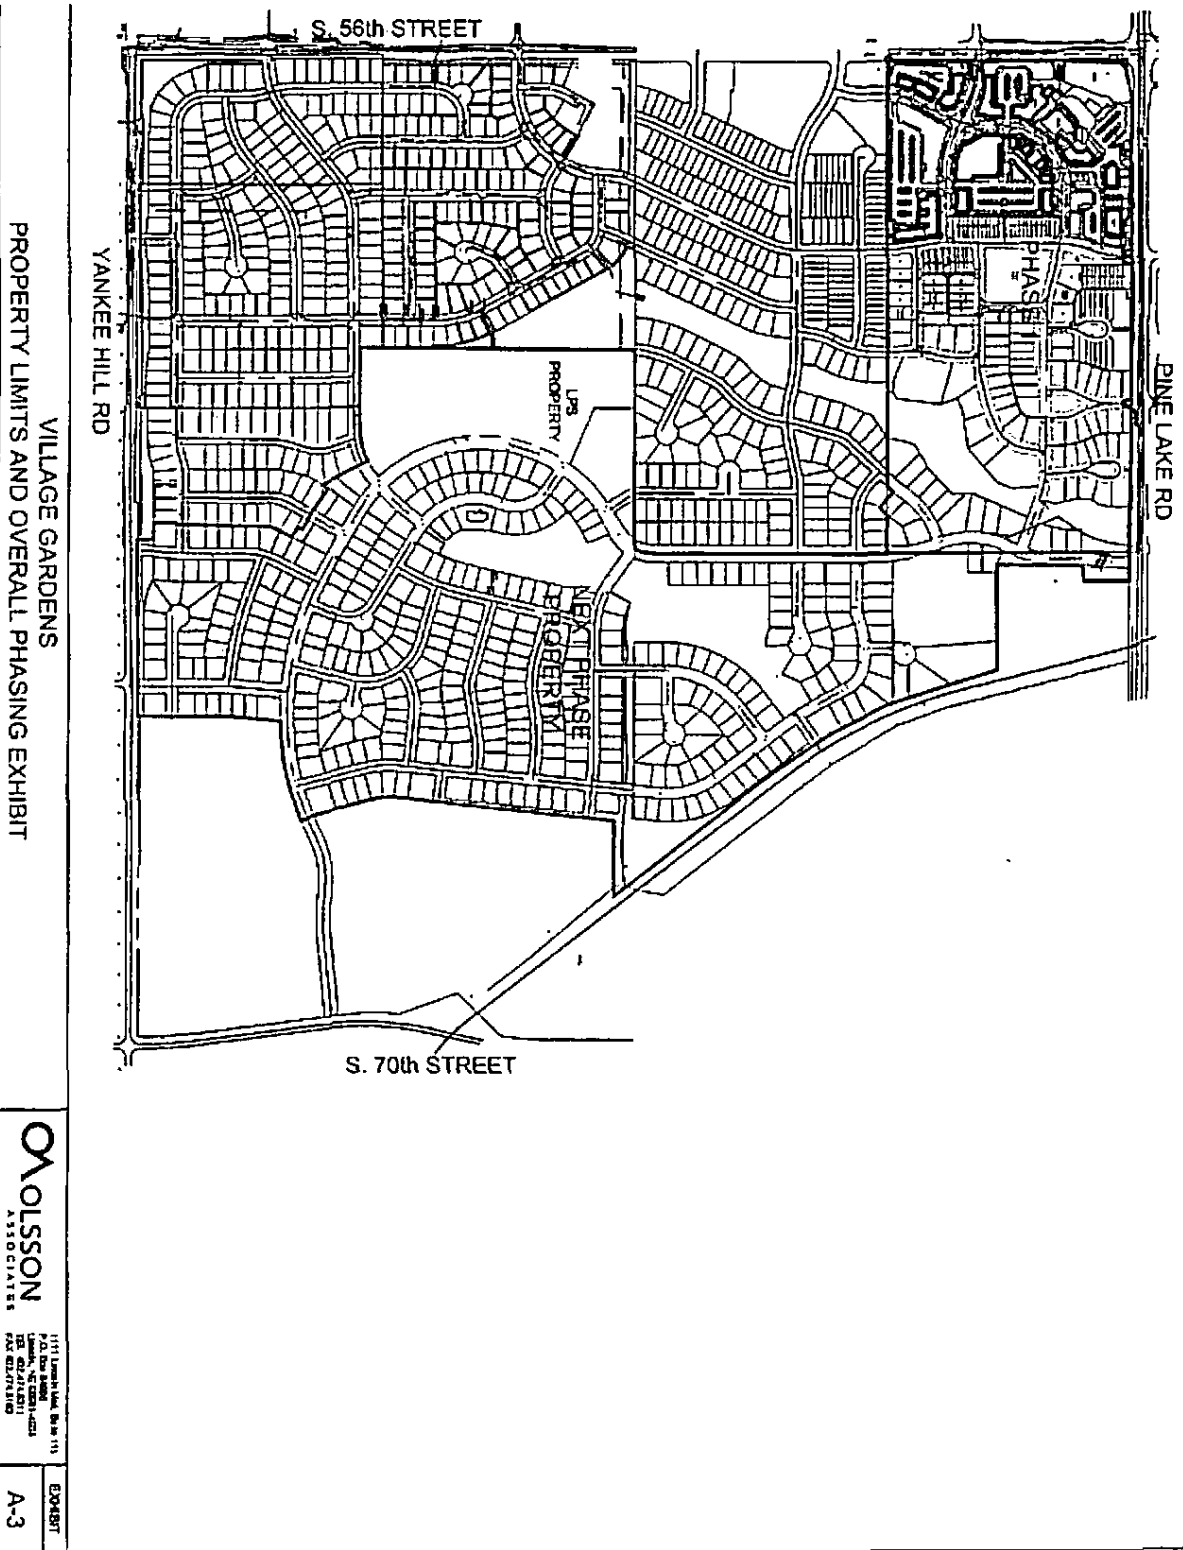 S. 56th STREET
PINE LAKE RD
PHASE I
LPS
PROPERTY
YANKEE HILL RD
NEXT PHASE
PROPERTY
S. 70th STREET
VILLAGE GARDENS
PROPERTY LIMITS AND OVERALL PHASING EXHIBIT
OLSSON
ASSOCIATES
EXHIBIT
A-3